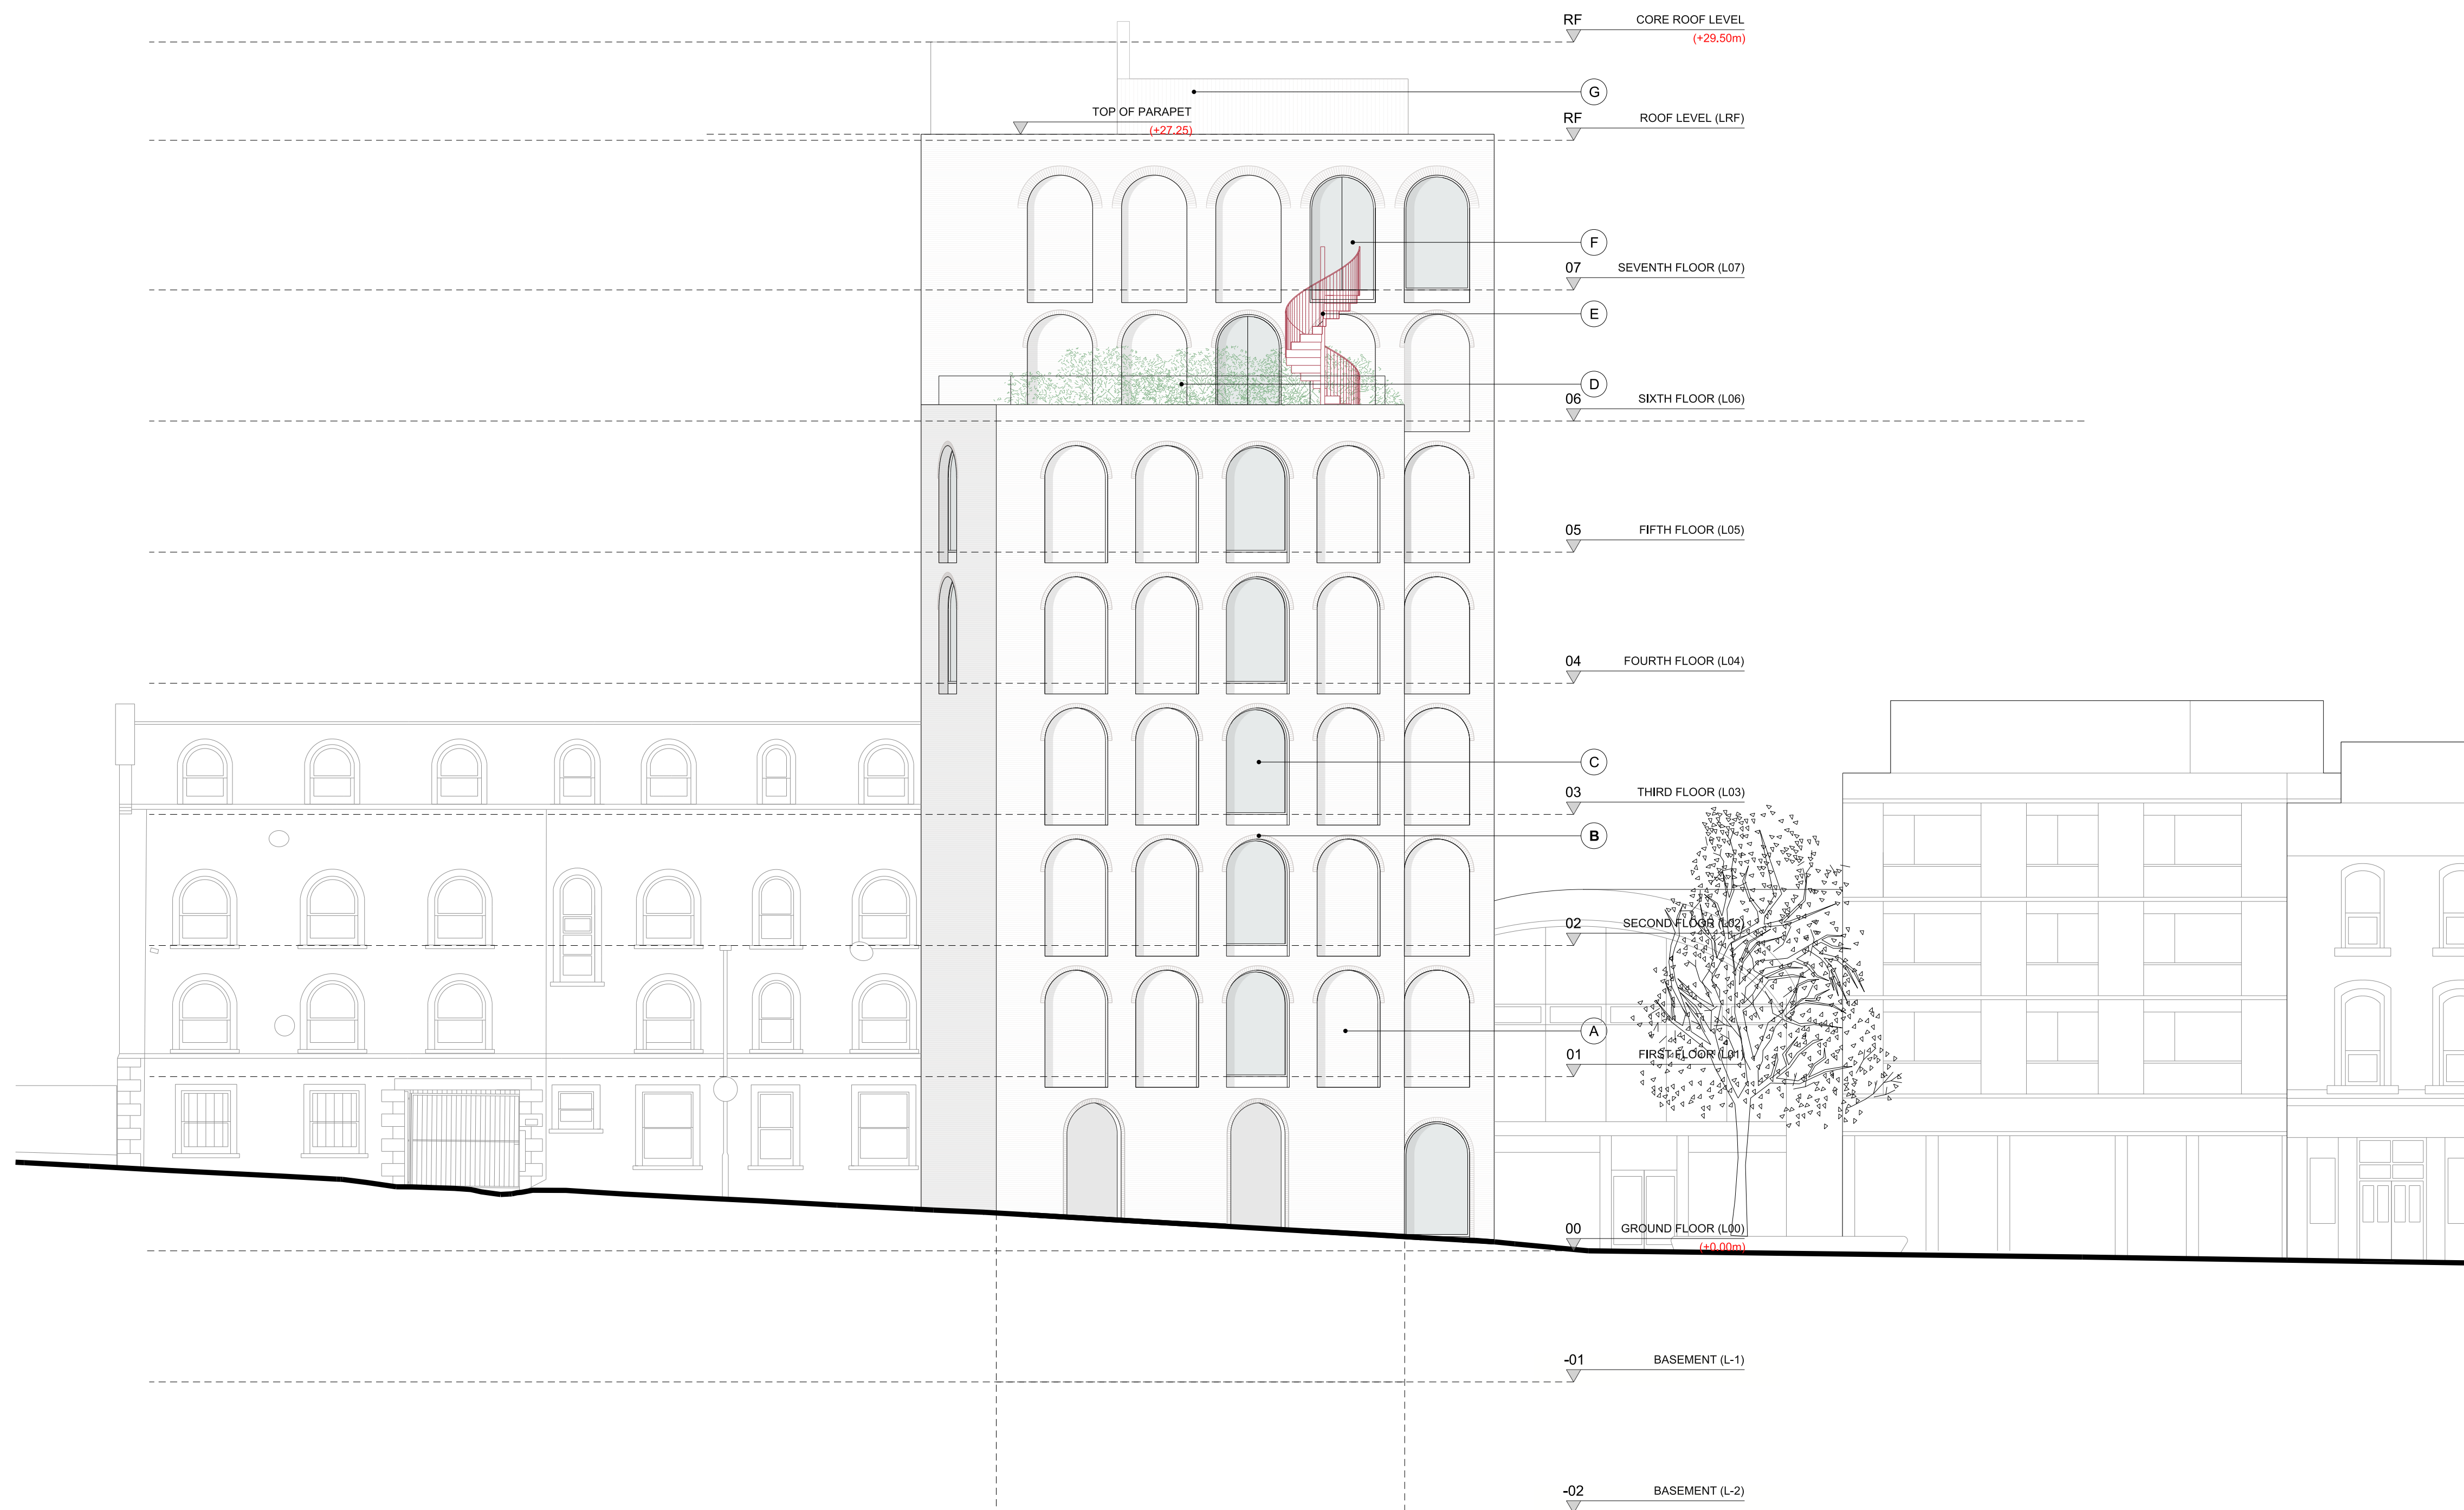 RF CORE ROOF LEVEL
(+29.50m)
G
TOP OF PARAPET
(+27.25)
RF ROOF LEVEL (LRF)
F
07 SEVENTH FLOOR (L07)
E
D
06 SIXTH FLOOR (L06)
05 FIFTH FLOOR (L05)
04 FOURTH FLOOR (L04)
C
03 THIRD FLOOR (L03)
B
02 SECOND FLOOR (L02)
A
01 FIRST FLOOR (L01)
00 GROUND FLOOR (L00)
(+0.00m)
-01 BASEMENT (L-1)
-02 BASEMENT (L-2)